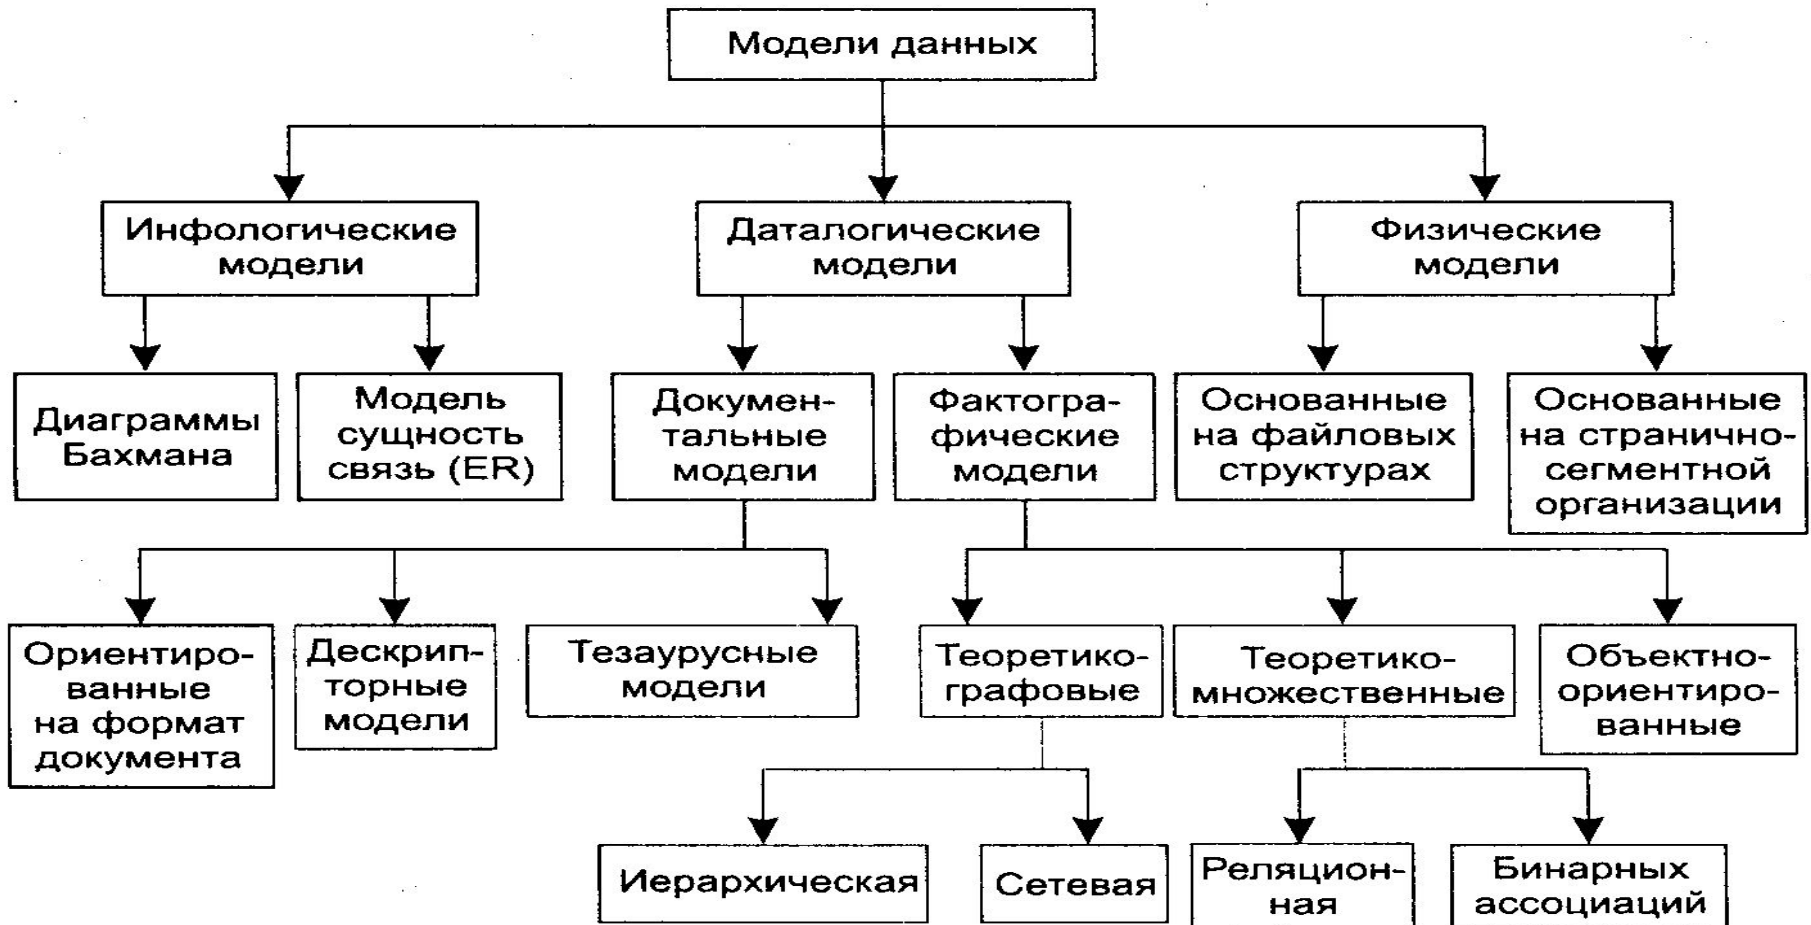 Модели данных
Инфологические
модели
Даталогические
модели
Физические
модели
Диаграммы
Бахмана
Модель
сущность
связь (ER)
Докумен-
тальные
модели
Фактогра-
фические
модели
Основанные
на файловых
структурах
Основанные
на странично-
сегментной
организации
Ориентиро-
ванные
на формат
документа
Дескрип-
торные
модели
Тезаурусные
модели
Теоретико-
графовые
Теоретико-
множественные
Объектно-
ориентиро-
ванные
Иерархическая
Сетевая
Реляцион-
ная
Бинарных
ассоциаций